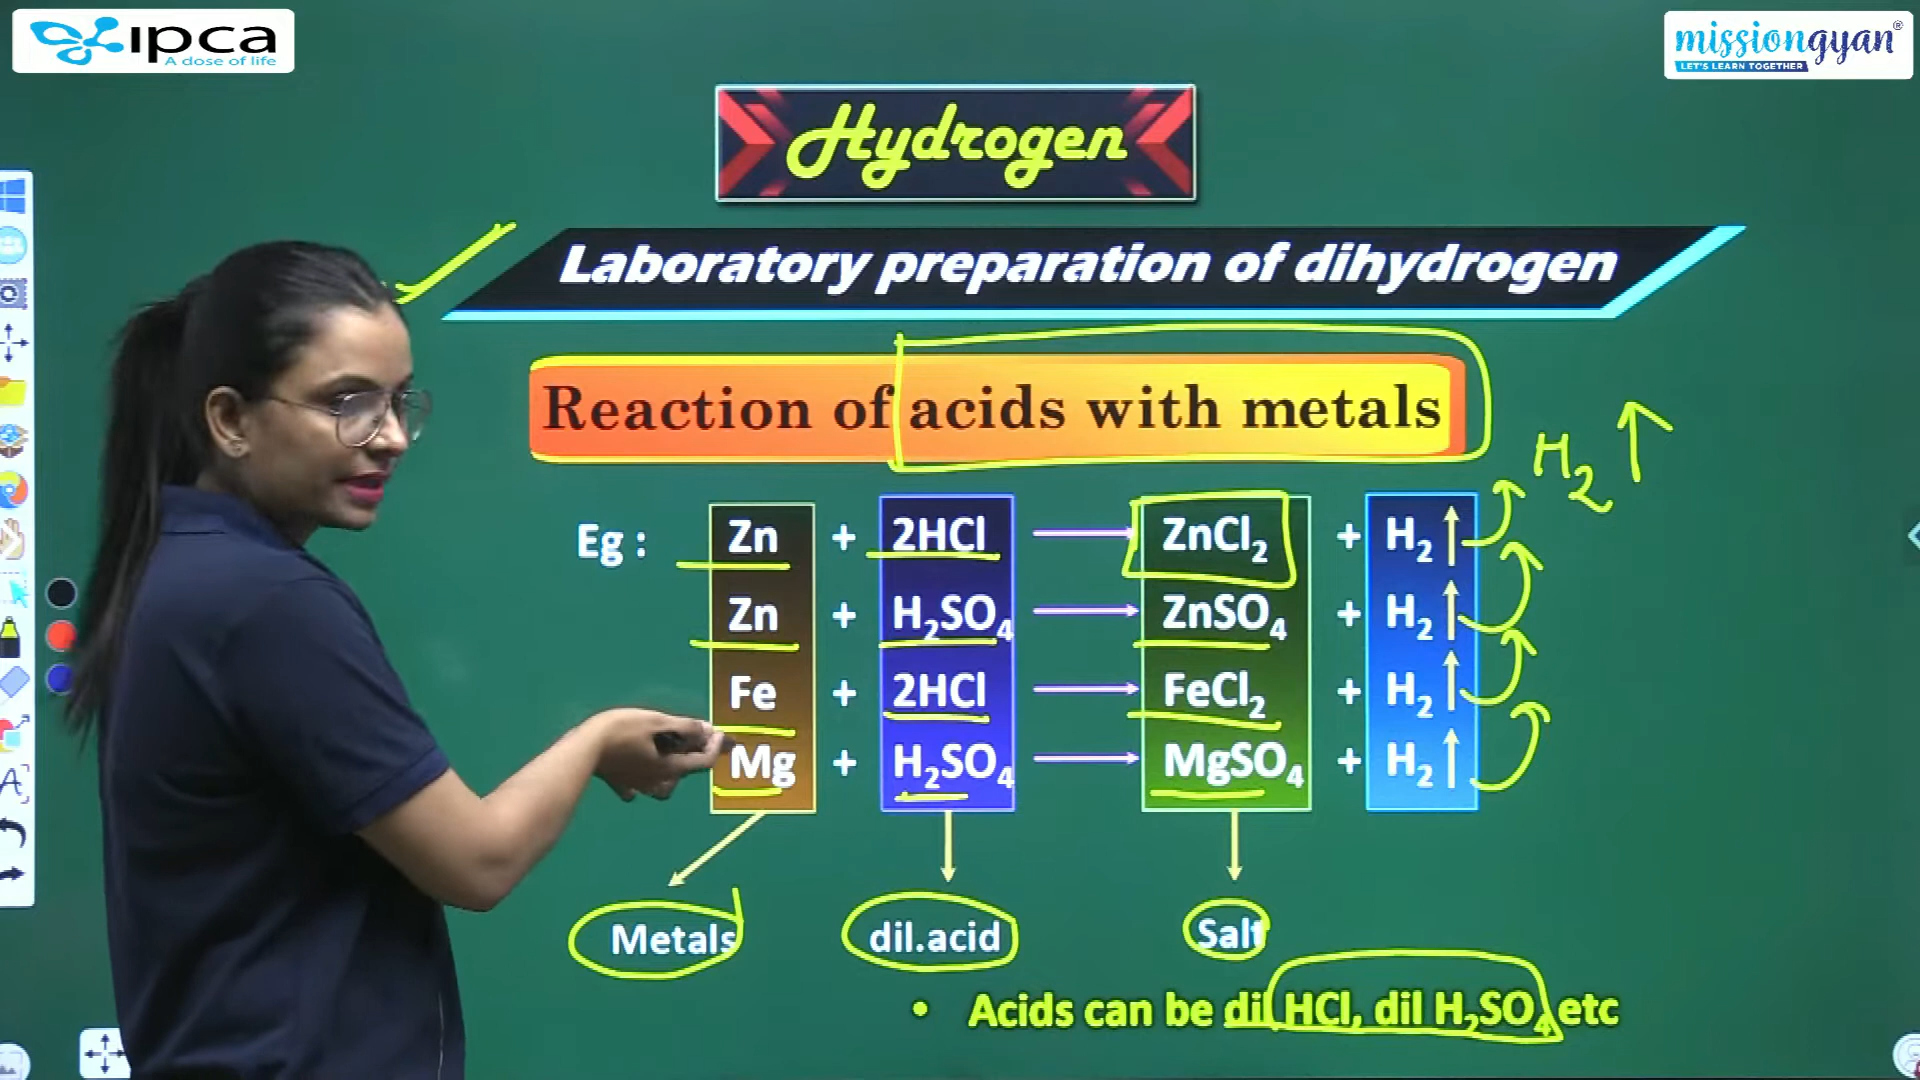 ipca
A dose of life
missiongyan®
LET'S LEARN TOGETHER
Hydrogen
Laboratory preparation of dihydrogen
Reaction of acids with metals
H₂ ↑
Eg : Zn + 2HCl → ZnCl₂ + H₂ ↑
Zn + H₂SO₄ → ZnSO₄ + H₂ ↑
Fe + 2HCl → FeCl₂ + H₂ ↑
Mg + H₂SO₄ → MgSO₄ + H₂ ↑
Metals dil.acid Salt
• Acids can be dil HCl, dil H₂SO₄ etc